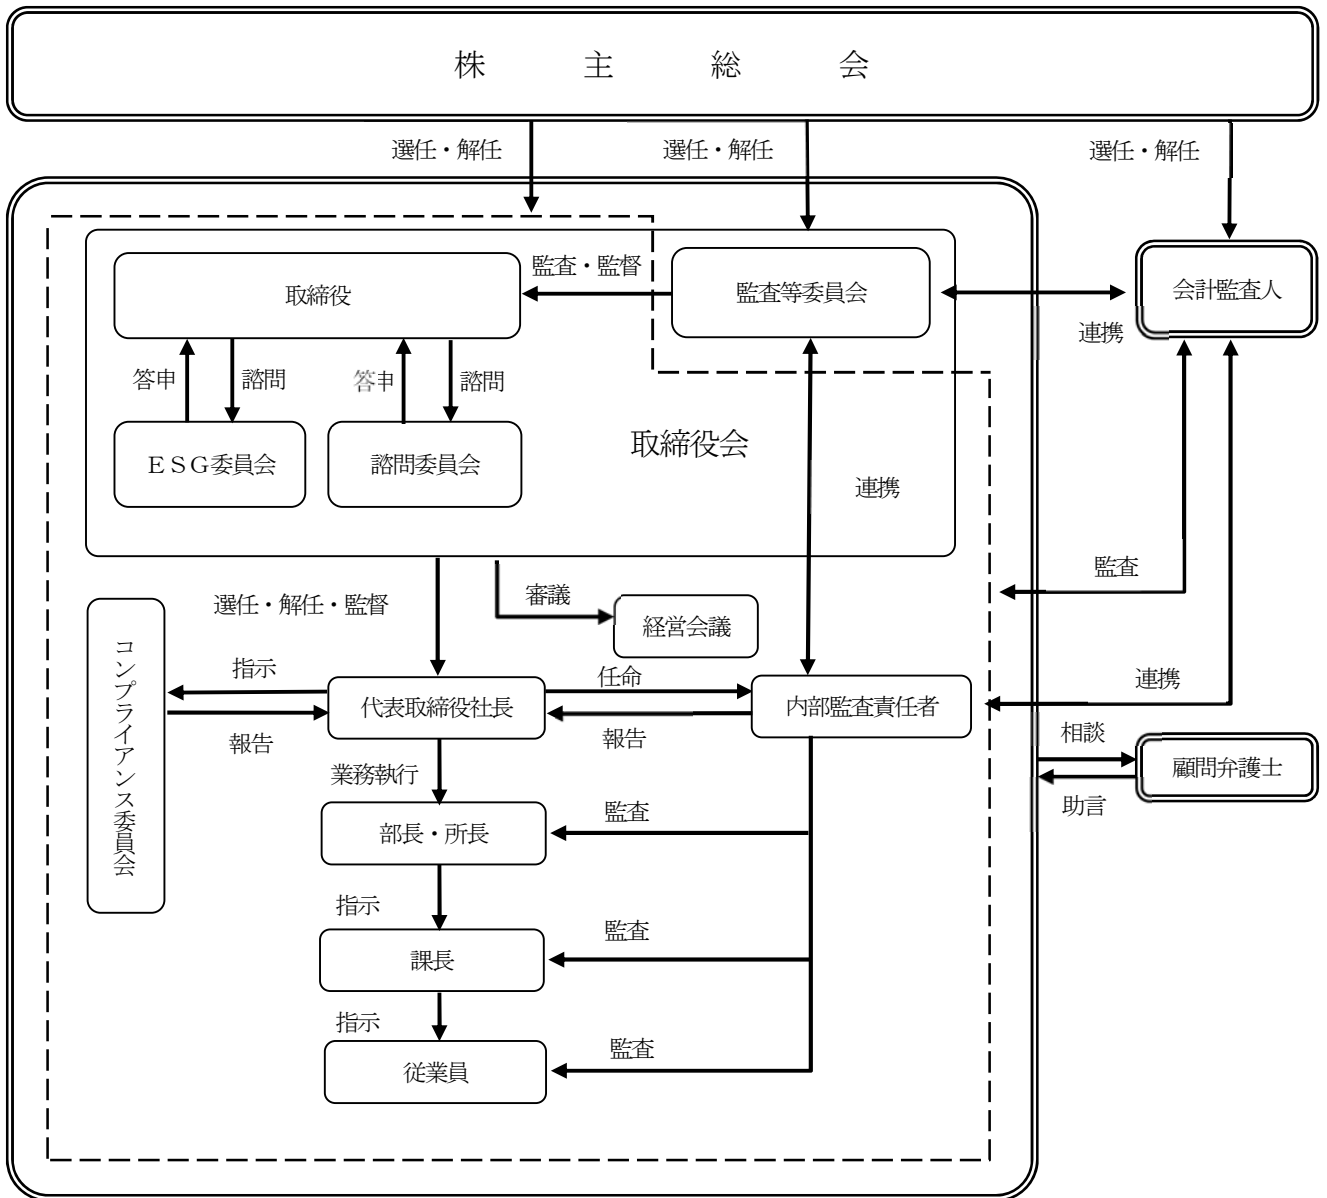 株主総会
選任・解任
選任・解任
選任・解任
取締役
監査・監督
監査等委員会
会計監査人
連携
答申
諮問
答申
諮問
取締役会
ＥＳＧ委員会
諮問委員会
連携
監査
選任・解任・監督
審議
経営会議
コンプライアンス委員会
指示
報告
代表取締役社長
任命
報告
内部監査責任者
連携
相談
顧問弁護士
助言
業務執行
部長・所長
監査
指示
課長
監査
指示
従業員
監査